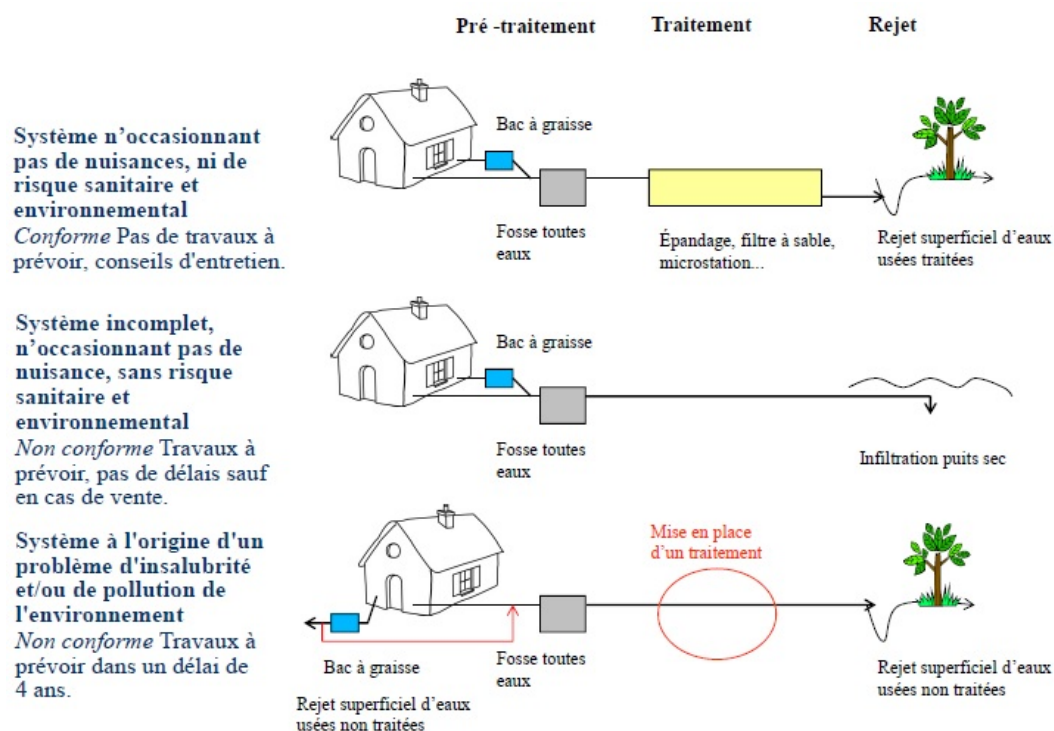 Pré -traitement
Traitement
Rejet
Système n’occasionnant
pas de nuisances, ni de
risque sanitaire et
environnemental
Conforme Pas de travaux à
prévoir, conseils d'entretien.
Bac à graisse
Fosse toutes
eaux
Épandage, filtre à sable,
microstation...
Rejet superficiel d’eaux
usées traitées
Système incomplet,
n’occasionnant pas de
nuisance, sans risque
sanitaire et
environnemental
Non conforme Travaux à
prévoir, pas de délais sauf
en cas de vente.
Bac à graisse
Fosse toutes
eaux
Infiltration puits sec
Système à l'origine d'un
problème d'insalubrité
et/ou de pollution de
l'environnement
Non conforme Travaux à
prévoir dans un délai de
4 ans.
Mise en place
d’un traitement
Bac à graisse
Rejet superficiel d’eaux
usées non traitées
Fosse toutes
eaux
Rejet superficiel d’eaux
usées non traitées